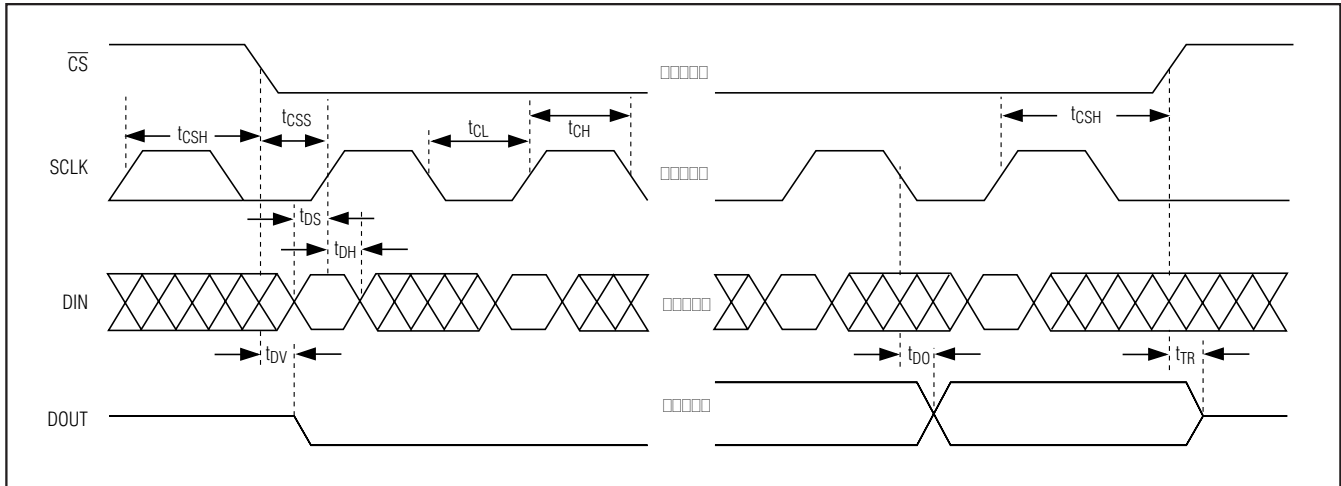 CS
tCSH
tCSS
tCL
tCH
tCSH
SCLK
tDS
tDH
DIN
tDV
tDO
tTR
DOUT